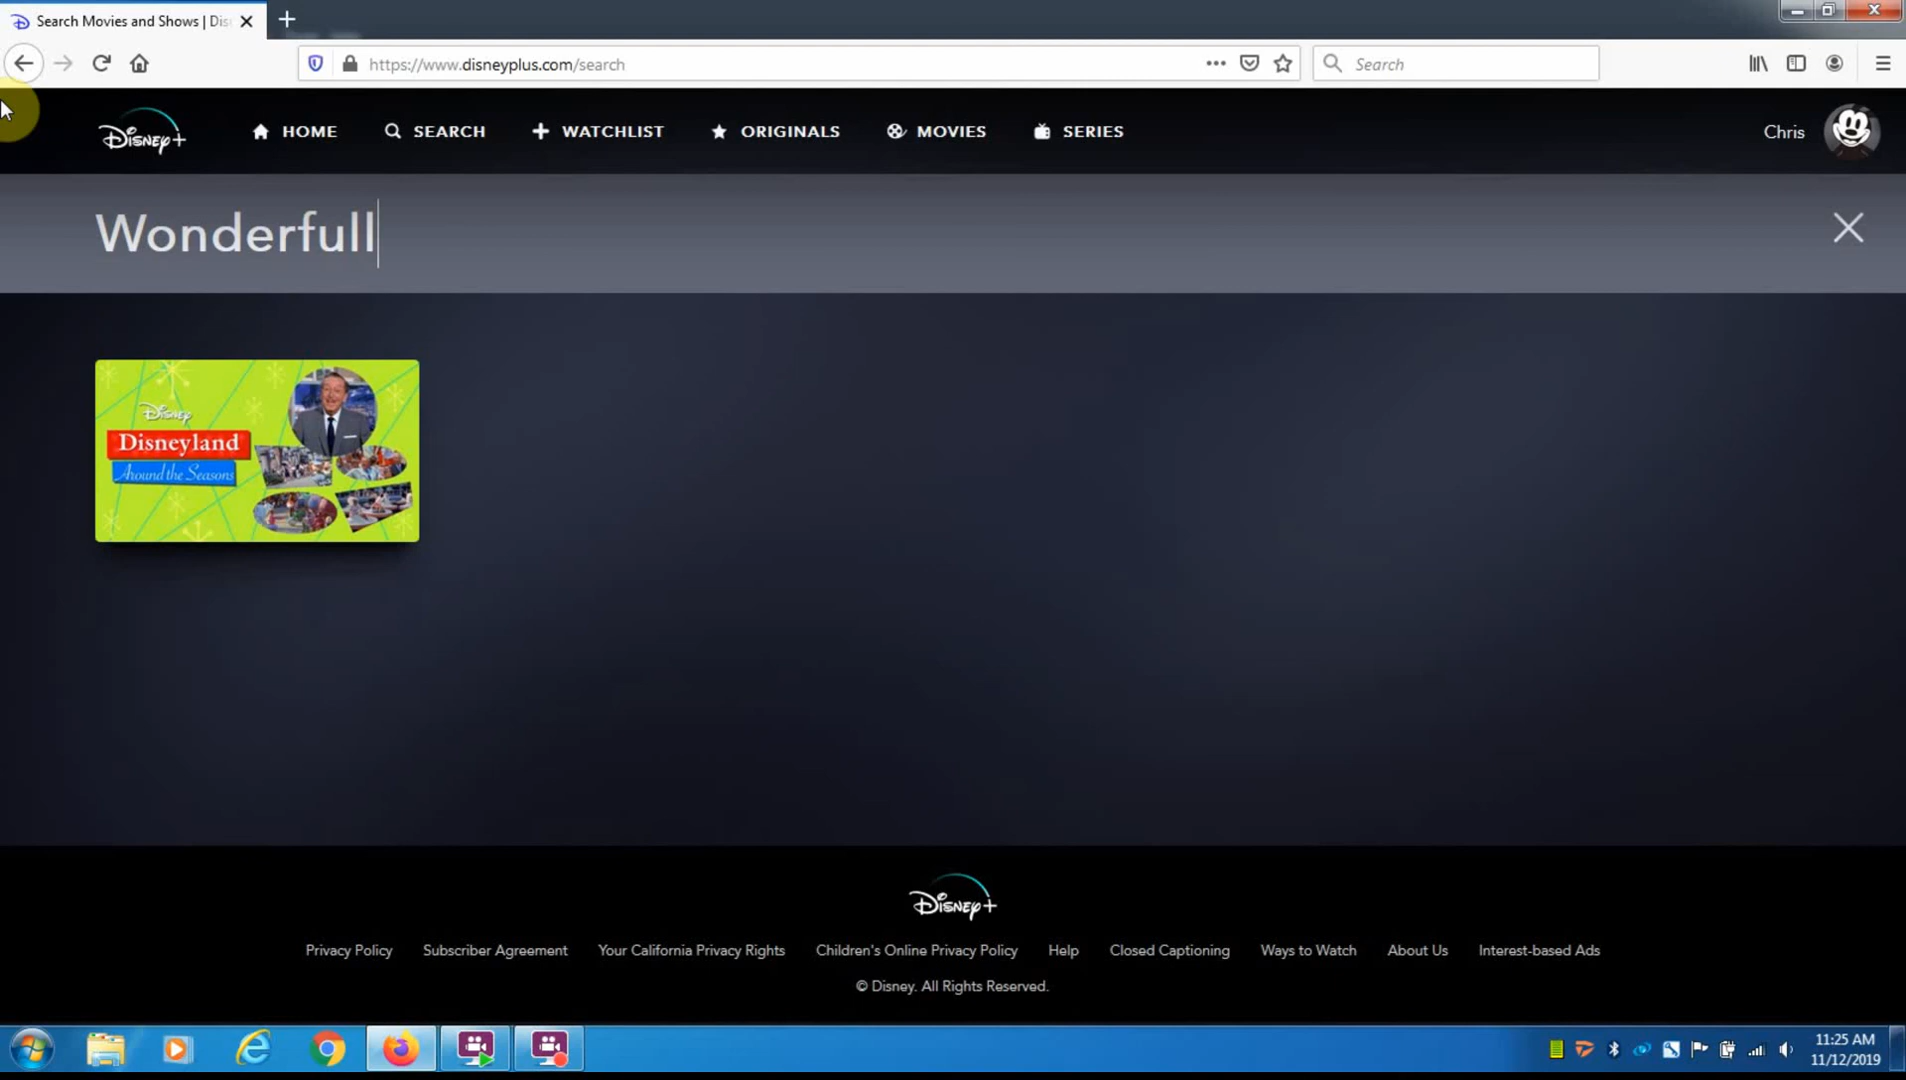 Search Movies and Shows | Dis
https://www.disneyplus.com/search
Search
Disney+
HOME
SEARCH
WATCHLIST
ORIGINALS
MOVIES
SERIES
Chris
Wonderfull
Disney
Disneyland
Around the Seasons
Disney+
Privacy Policy
Subscriber Agreement
Your California Privacy Rights
Children's Online Privacy Policy
Help
Closed Captioning
Ways to Watch
About Us
Interest-based Ads
© Disney. All Rights Reserved.
11:25 AM
11/12/2019